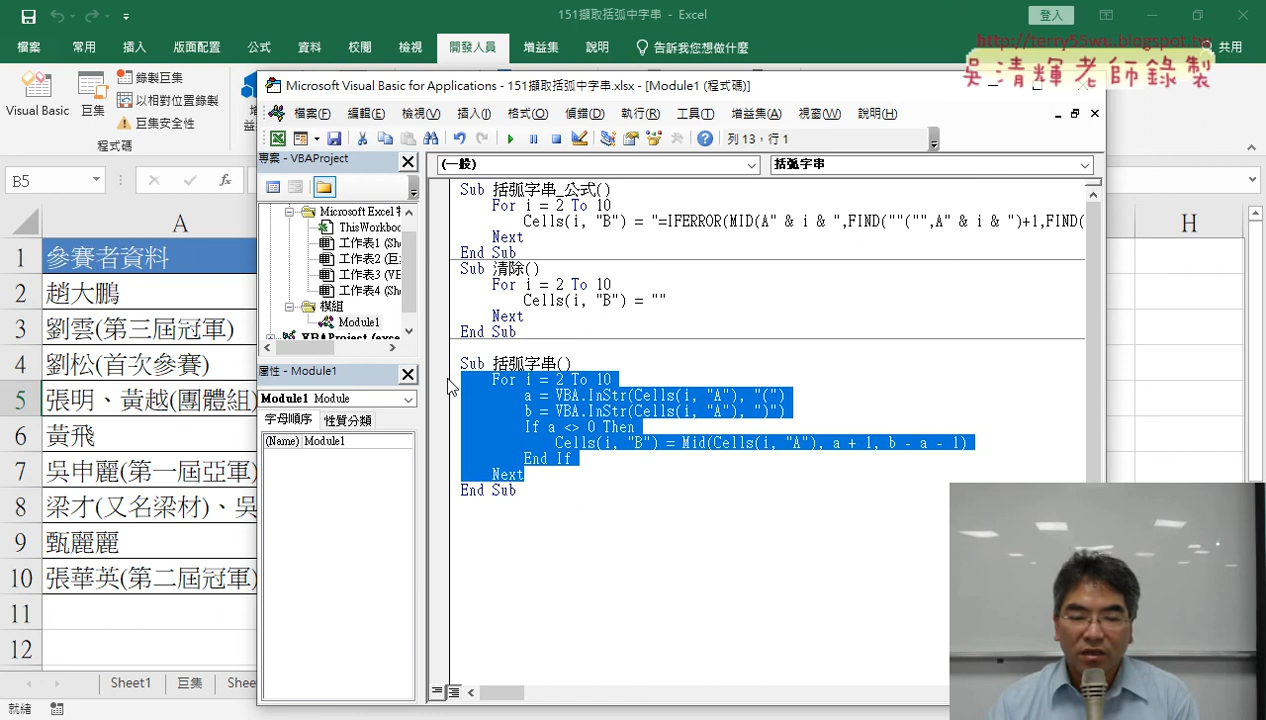 151擷取括弧中字串 - Excel
登入
檔案 常用 插入 版面配置 公式 資料 校閱 檢視 開發人員 增益集 說明 告訴我您想做什麼 共用
http://terry55wu.blogspot.tw
吳清輝老師錄製
Visual Basic
巨集
錄製巨集
以相對位置錄製
巨集安全性
程式碼
增
益
Microsoft Visual Basic for Applications - 151擷取括弧中字串.xlsx - [Module1 (程式碼)]
檔案(F) 編輯(E) 檢視(V) 插入(I) 格式(O) 偵錯(D) 執行(R) 工具(T) 增益集(A) 視窗(W) 說明(H)
列 13，行 1
B5
fx
專案 - VBAProject
Microsoft Excel
ThisWorkboo
工作表1 (She
工作表2 (巨
工作表3 (VE
工作表4 (She
模組
Module1
VBAProject (exce
屬性 - Module1
Module1 Module
字母順序 性質分類
(Name) Module1
(一般) 括弧字串
Sub 括弧字串_公式()
For i = 2 To 10
Cells(i, "B") = "=IFERROR(MID(A" & i & ",FIND(""("",A" & i & ")+1,FIND(
Next
End Sub
Sub 清除()
For i = 2 To 10
Cells(i, "B") = ""
Next
End Sub
Sub 括弧字串()
For i = 2 To 10
a = VBA.InStr(Cells(i, "A"), "(")
b = VBA.InStr(Cells(i, "A"), ")")
If a <> 0 Then
Cells(i, "B") = Mid(Cells(i, "A"), a + 1, b - a - 1)
End If
Next
End Sub
A H
1 參賽者資料
2 趙大鵬
3 劉雲(第三屆冠軍)
4 劉松(首次參賽)
5 張明、黃越(團體組)
6 黃飛
7 吳申麗(第一屆亞軍)
8 梁才(又名梁材)、吳
9 甄麗麗
10 張華英(第二屆冠軍)
11
12
Sheet1 巨集 Shee
就緒